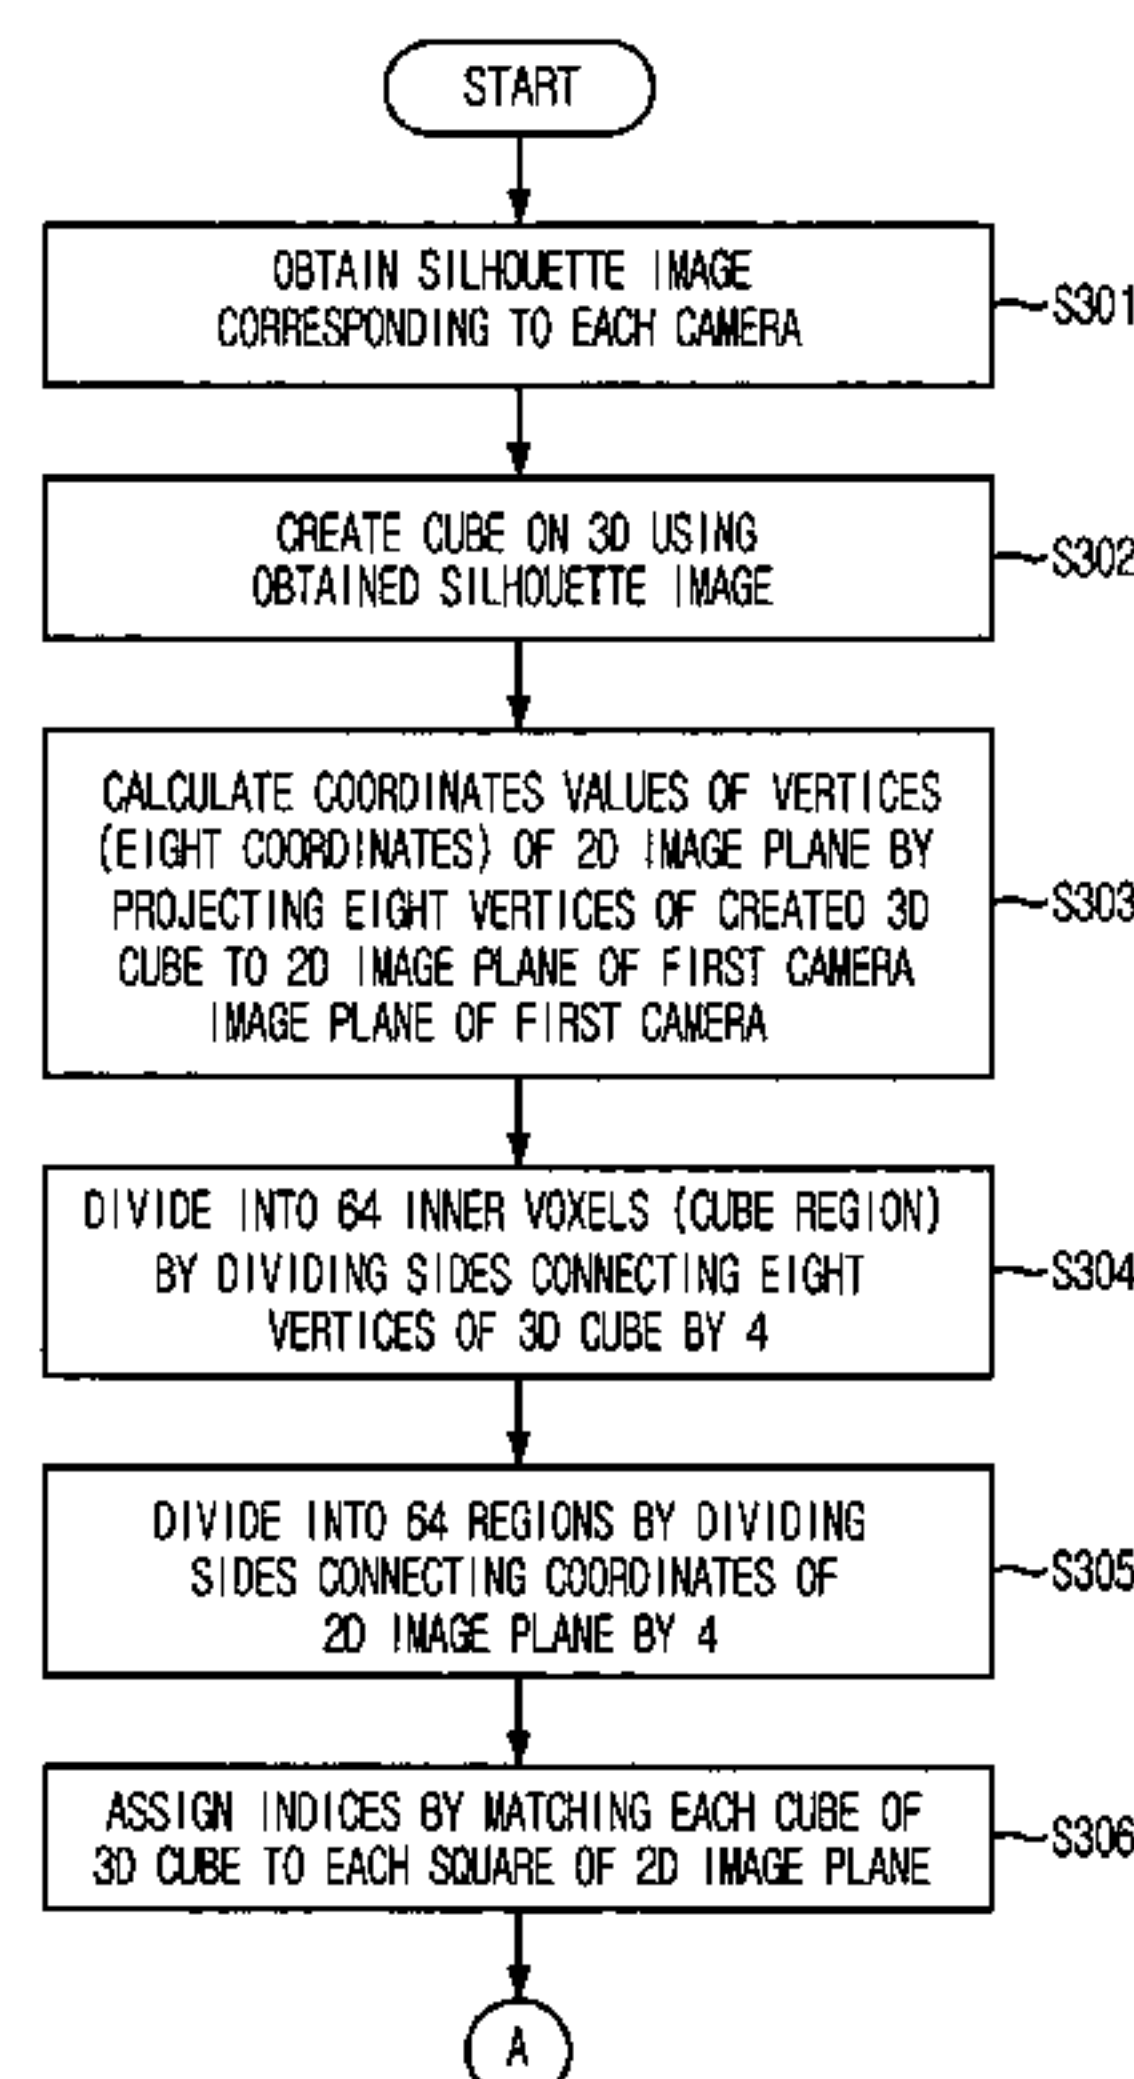 START
OBTAIN SILHOUETTE IMAGE
CORRESPONDING TO EACH CAMERA
S301
CREATE CUBE ON 3D USING
OBTAINED SILHOUETTE IMAGE
S302
CALCULATE COORDINATES VALUES OF VERTICES
(EIGHT COORDINATES) OF 2D IMAGE PLANE BY
PROJECTING EIGHT VERTICES OF CREATED 3D
CUBE TO 2D IMAGE PLANE OF FIRST CAMERA
IMAGE PLANE OF FIRST CAMERA
S303
DIVIDE INTO 64 INNER VOXELS (CUBE REGION)
BY DIVIDING SIDES CONNECTING EIGHT
VERTICES OF 3D CUBE BY 4
S304
DIVIDE INTO 64 REGIONS BY DIVIDING
SIDES CONNECTING COORDINATES OF
2D IMAGE PLANE BY 4
S305
ASSIGN INDICES BY MATCHING EACH CUBE OF
3D CUBE TO EACH SQUARE OF 2D IMAGE PLANE
S306
A